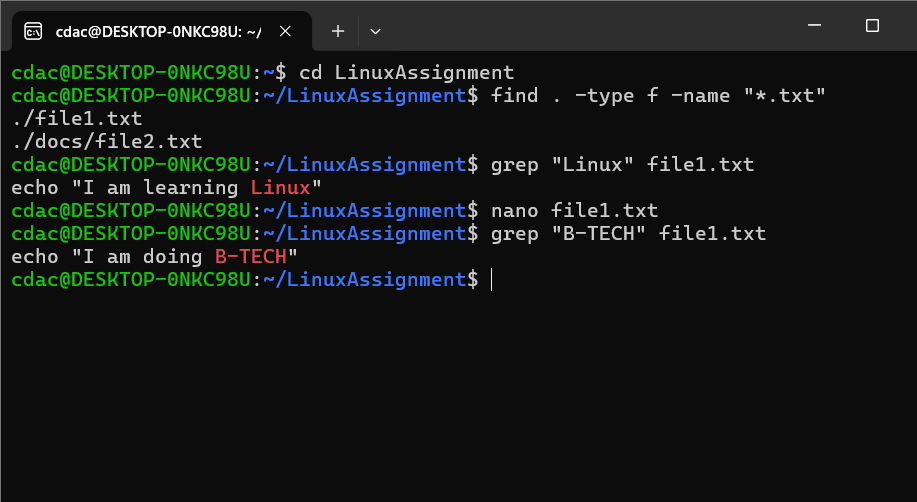 cdac@DESKTOP-0NKC98U: ~/
cdac@DESKTOP-0NKC98U:~$ cd LinuxAssignment
cdac@DESKTOP-0NKC98U:~/LinuxAssignment$ find . -type f -name "*.txt"
./file1.txt
./docs/file2.txt
cdac@DESKTOP-0NKC98U:~/LinuxAssignment$ grep "Linux" file1.txt
echo "I am learning Linux"
cdac@DESKTOP-0NKC98U:~/LinuxAssignment$ nano file1.txt
cdac@DESKTOP-0NKC98U:~/LinuxAssignment$ grep "B-TECH" file1.txt
echo "I am doing B-TECH"
cdac@DESKTOP-0NKC98U:~/LinuxAssignment$